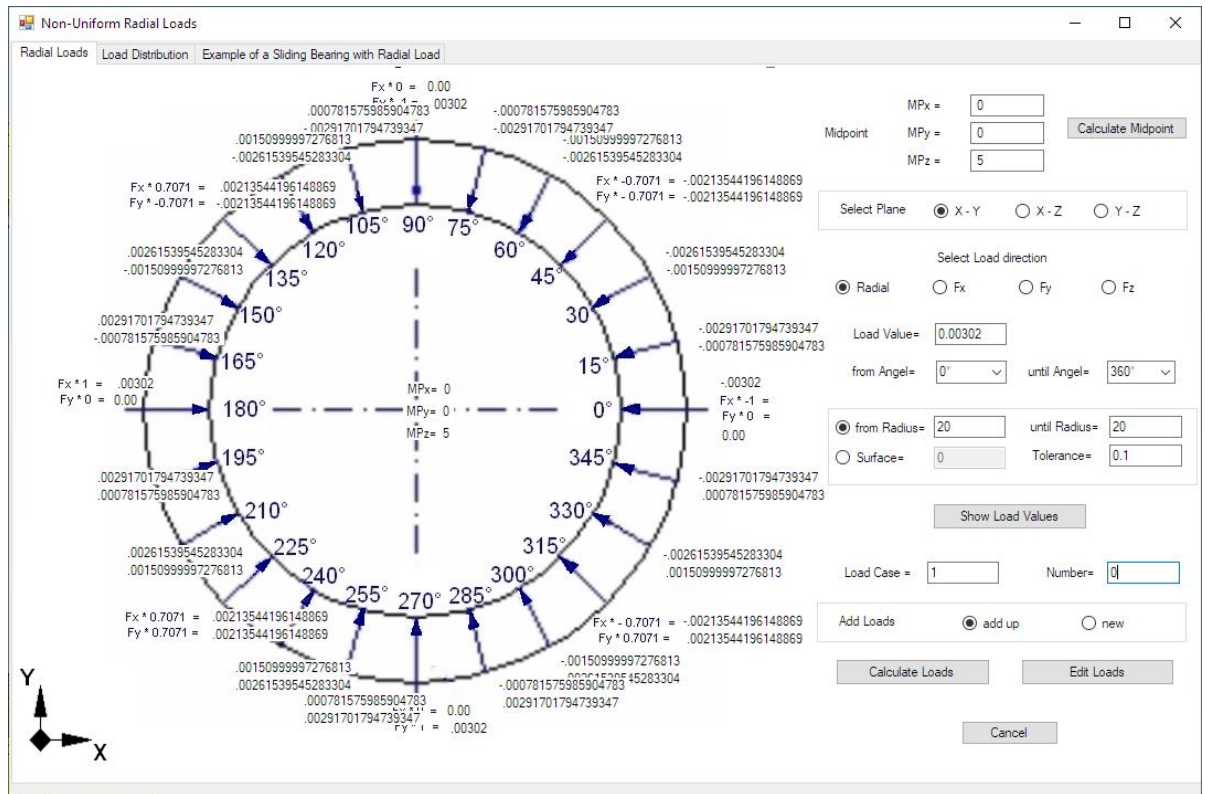 Non-Uniform Radial Loads
Radial Loads Load Distribution Example of a Sliding Bearing with Radial Load
Fx * 0 = 0.00
.00302
.000781575985904783 -.000781575985904783
-.00291701794739347 -.00291701794739347
.00150999997276813 -.00150999997276813
-.00261539545283304 -.00261539545283304
Fx * 0.7071 = .00213544196148869
Fy * -0.7071 = -.00213544196148869
Fx * -0.7071 = -.00213544196148869
Fy * - 0.7071 = -.00213544196148869
105° 90° 75°
120° 60°
.00261539545283304 -.00261539545283304
-.00150999997276813 -.00150999997276813
135° 45°
150° 30°
.00291701794739347 -.00291701794739347
-.000781575985904783 -.000781575985904783
165° 15°
Fx * 1 = .00302
Fy * 0 = 0.00
180°
MPx= 0
MPy= 0
MPz= 5
0°
-.00302
Fx * -1 =
Fy * 0 =
0.00
195° 345°
.00291701794739347 -.00291701794739347
.000781575985904783 .000781575985904783
210° 330°
225° 315°
.00261539545283304 -.00261539545283304
.00150999997276813 .00150999997276813
240° 300°
255° 270° 285°
Fx * 0.7071 = .00213544196148869
Fy * 0.7071 = .00213544196148869
Fx * - 0.7071 = -.00213544196148869
Fy * 0.7071 = .00213544196148869
.00150999997276813 -.00150999997276813
.00261539545283304
.000781575985904783 -.000781575985904783
.00291701794739347 .00291701794739347
= 0.00
Fy * 1 = .00302
Y
X
Midpoint
MPx = 0
MPy = 0
MPz = 5
Calculate Midpoint
Select Plane X - Y X - Z Y - Z
Select Load direction
Radial Fx Fy Fz
Load Value= 0.00302
from Angel= 0° until Angel= 360°
from Radius= 20 until Radius= 20
Surface= 0 Tolerance= 0.1
Show Load Values
Load Case = 1 Number= 0
Add Loads add up new
Calculate Loads Edit Loads
Cancel